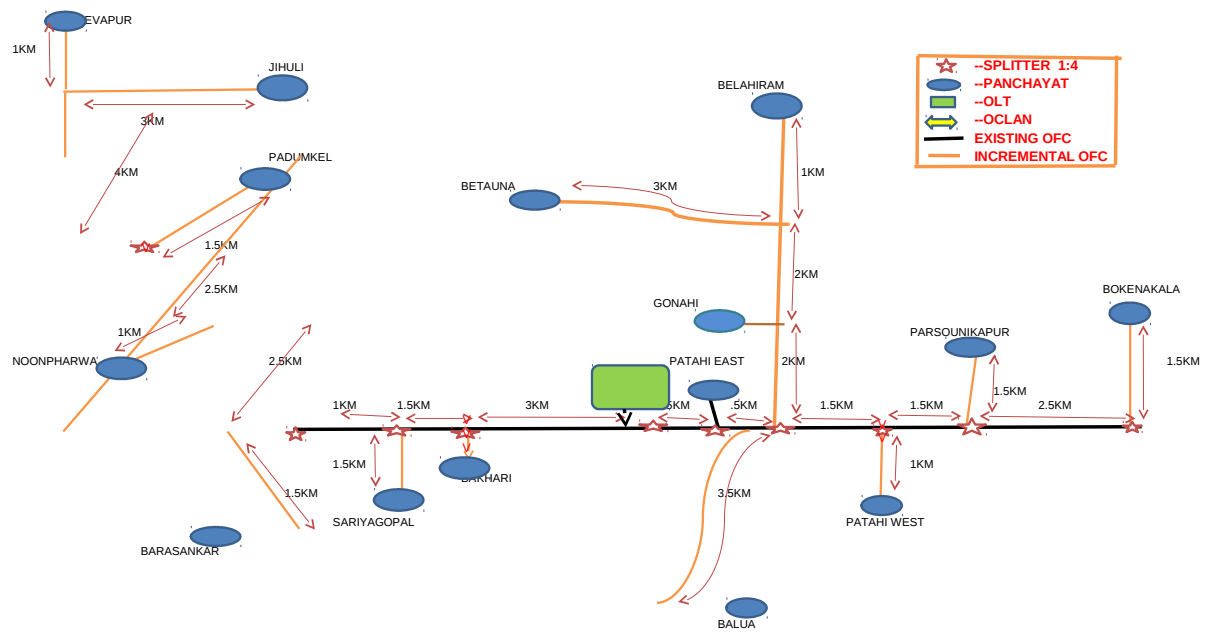 EVAPUR
1KM
JIHULI
3KM
4KM
PADUMKEL
1.5KM
2.5KM
1KM
NOONPHARWA
2.5KM
1.5KM
BARASANKAR
1KM
1.5KM
3KM
1.5KM
SARIYAGOPAL
BAKHARI
BETAUNA
3KM
BELAHIRAM
1KM
2KM
GONAHI
2KM
PATAHI EAST
.5KM
.5KM
1.5KM
1.5KM
2.5KM
3.5KM
BALUA
1KM
PATAHI WEST
PARSOUNIKAPUR
1.5KM
BOKENAKALA
1.5KM
--SPLITTER 1:4
--PANCHAYAT
--OLT
--OCLAN
EXISTING OFC
INCREMENTAL OFC